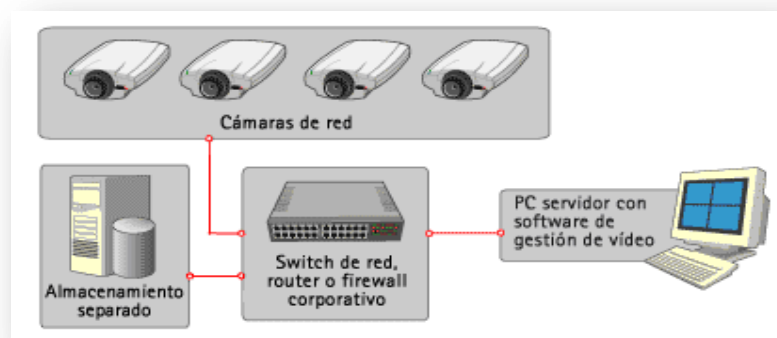 Cámaras de red
Almacenamiento
separado
Switch de red,
router o firewall
corporativo
PC servidor con
software de
gestión de vídeo